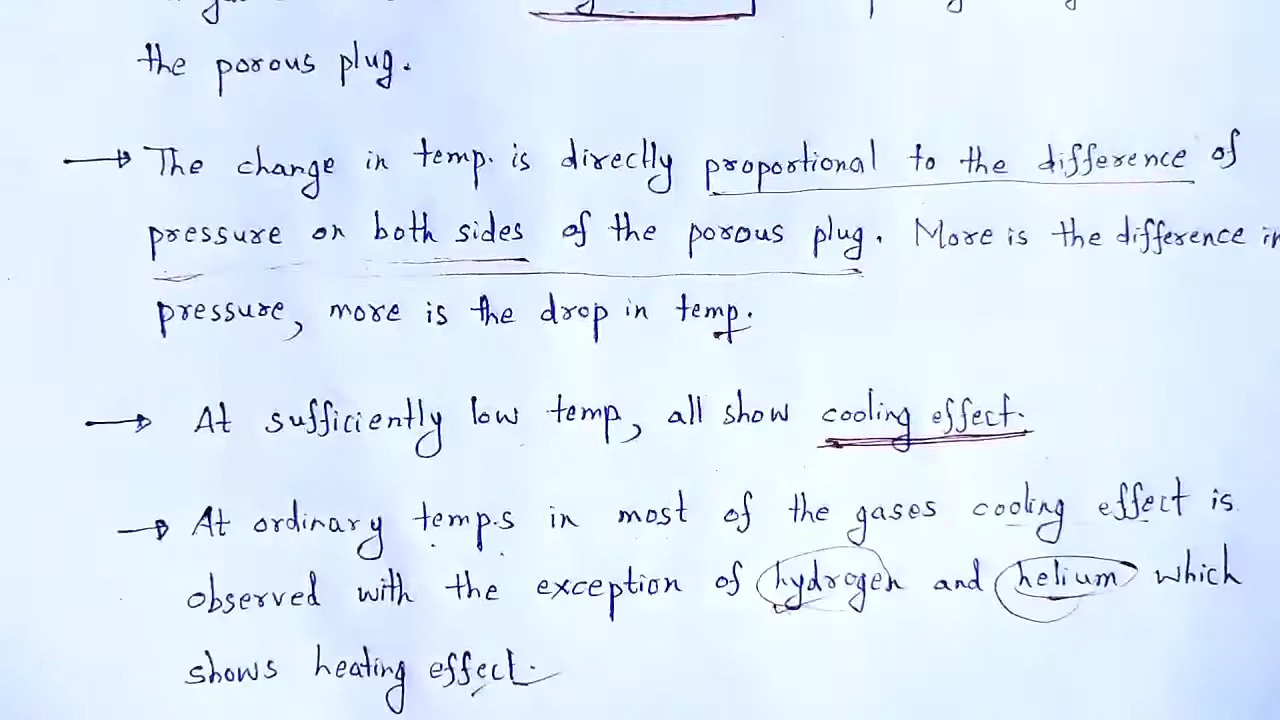 the porous plug.
→ The change in temp. is directly proportional to the difference of
pressure on both sides of the porous plug. More is the difference in
pressure, more is the drop in temp.
→ At sufficiently low temp, all show cooling effect.
→ At ordinary temp.s in most of the gases cooling effect is
observed with the exception of hydrogen and helium which
shows heating effect.